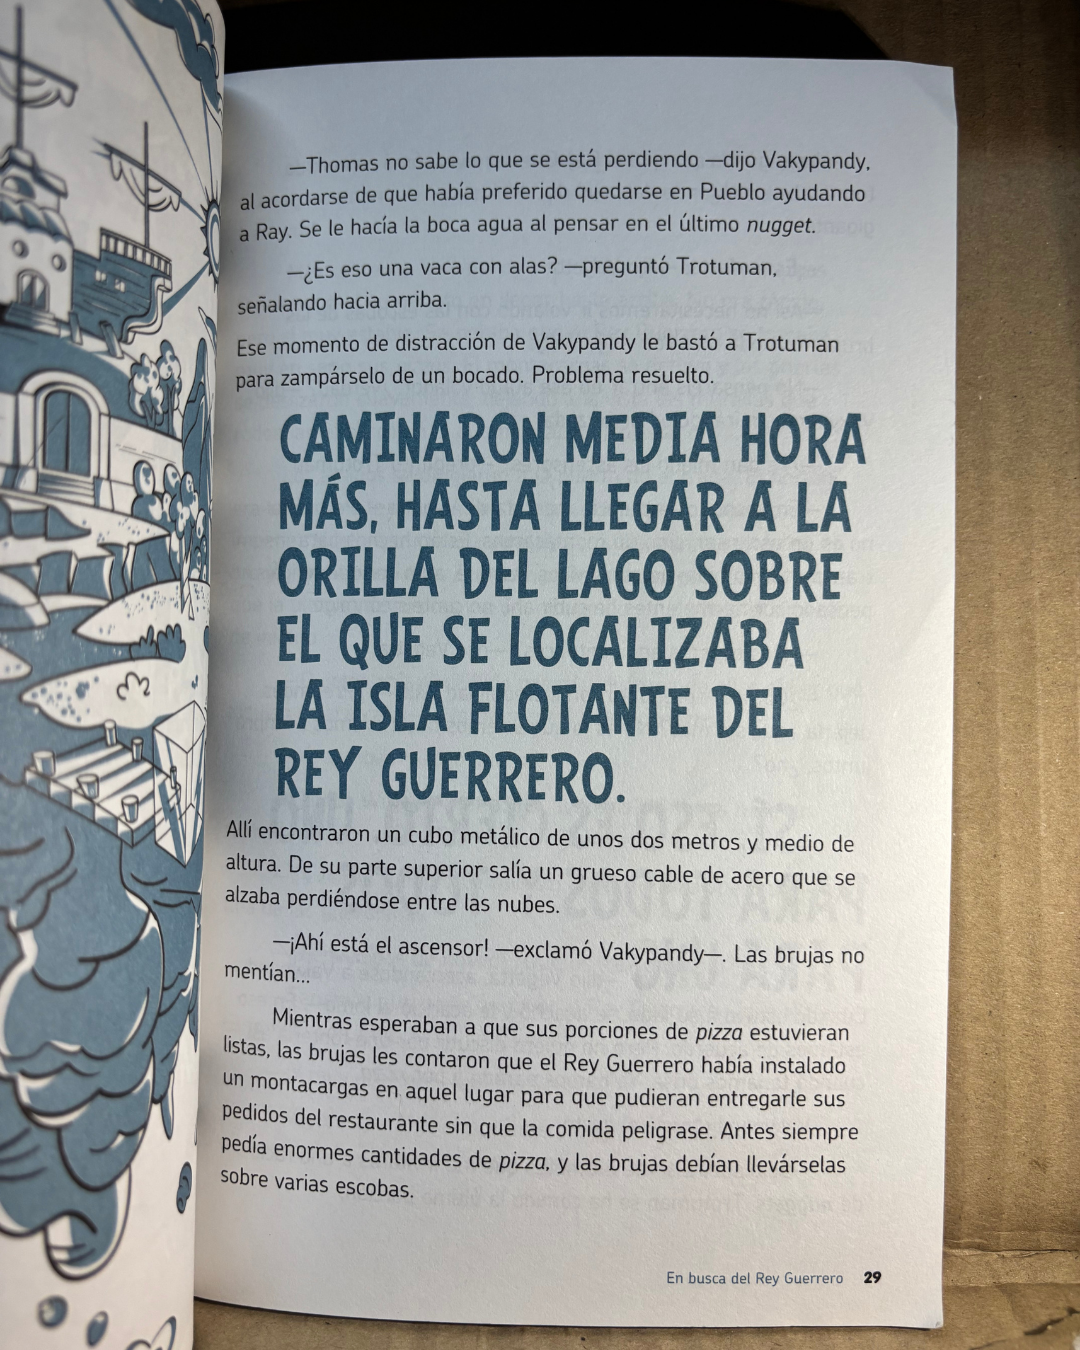 —Thomas no sabe lo que se está perdiendo —dijo Vakypandy,
al acordarse de que había preferido quedarse en Pueblo ayudando
a Ray. Se le hacía la boca agua al pensar en el último nugget.
—¿Es eso una vaca con alas? —preguntó Trotuman,
señalando hacia arriba.
Ese momento de distracción de Vakypandy le bastó a Trotuman
para zampárselo de un bocado. Problema resuelto.
CAMINARON MEDIA HORA
MÁS, HASTA LLEGAR A LA
ORILLA DEL LAGO SOBRE
EL QUE SE LOCALIZABA
LA ISLA FLOTANTE DEL
REY GUERRERO.
Allí encontraron un cubo metálico de unos dos metros y medio de
altura. De su parte superior salía un grueso cable de acero que se
alzaba perdiéndose entre las nubes.
—¡Ahí está el ascensor! —exclamó Vakypandy—. Las brujas no
mentían...
Mientras esperaban a que sus porciones de pizza estuvieran
listas, las brujas les contaron que el Rey Guerrero había instalado
un montacargas en aquel lugar para que pudieran entregarle sus
pedidos del restaurante sin que la comida peligrase. Antes siempre
pedía enormes cantidades de pizza, y las brujas debían llevárselas
sobre varias escobas.
En busca del Rey Guerrero 29